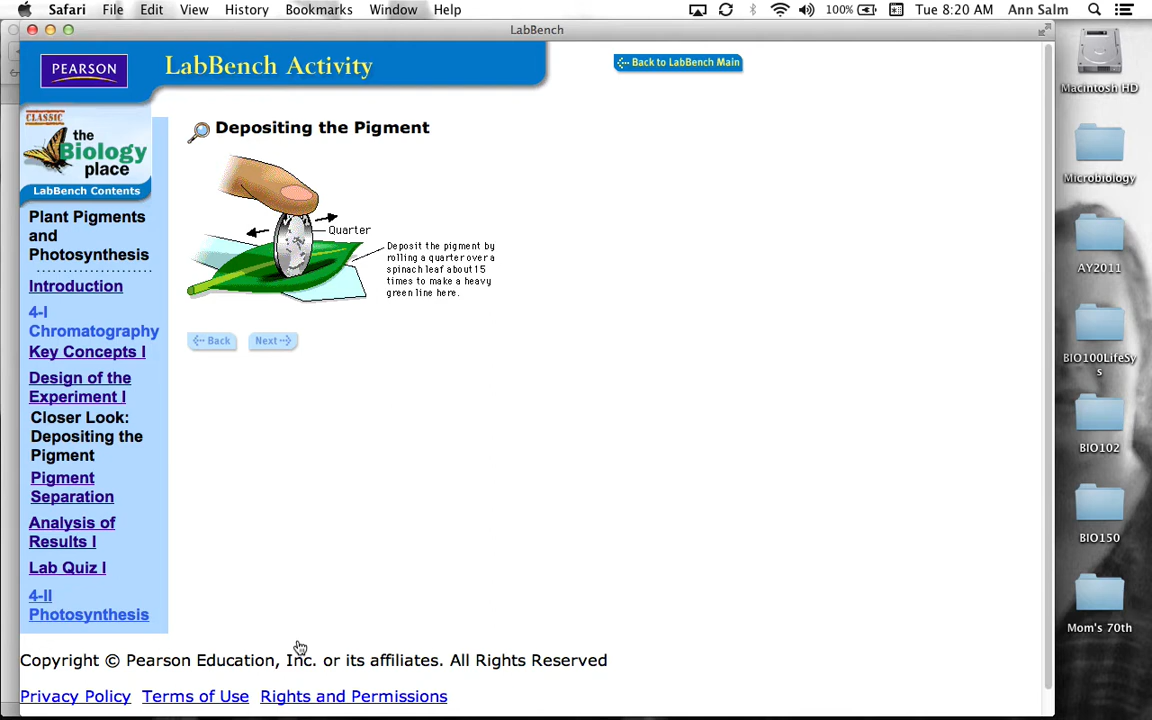 Safari File Edit View History Bookmarks Window Help 100% Tue 8:20 AM Ann Salm
LabBench
PEARSON
LabBench Activity
Back to LabBench Main
CLASSIC
the
Biology
place
LabBench Contents
Plant Pigments
and
Photosynthesis
Introduction
4-I
Chromatography
Key Concepts I
Design of the
Experiment I
Closer Look:
Depositing the
Pigment
Pigment
Separation
Analysis of
Results I
Lab Quiz I
4-II
Photosynthesis
Depositing the Pigment
Quarter
Deposit the pigment by
rolling a quarter over a
spinach leaf about 15
times to make a heavy
green line here.
Back Next
Copyright © Pearson Education, Inc. or its affiliates. All Rights Reserved
Privacy Policy Terms of Use Rights and Permissions
Macintosh HD
Microbiology
AY2011
BIO100LifeSy
s
BIO102
BIO150
Mom's 70th